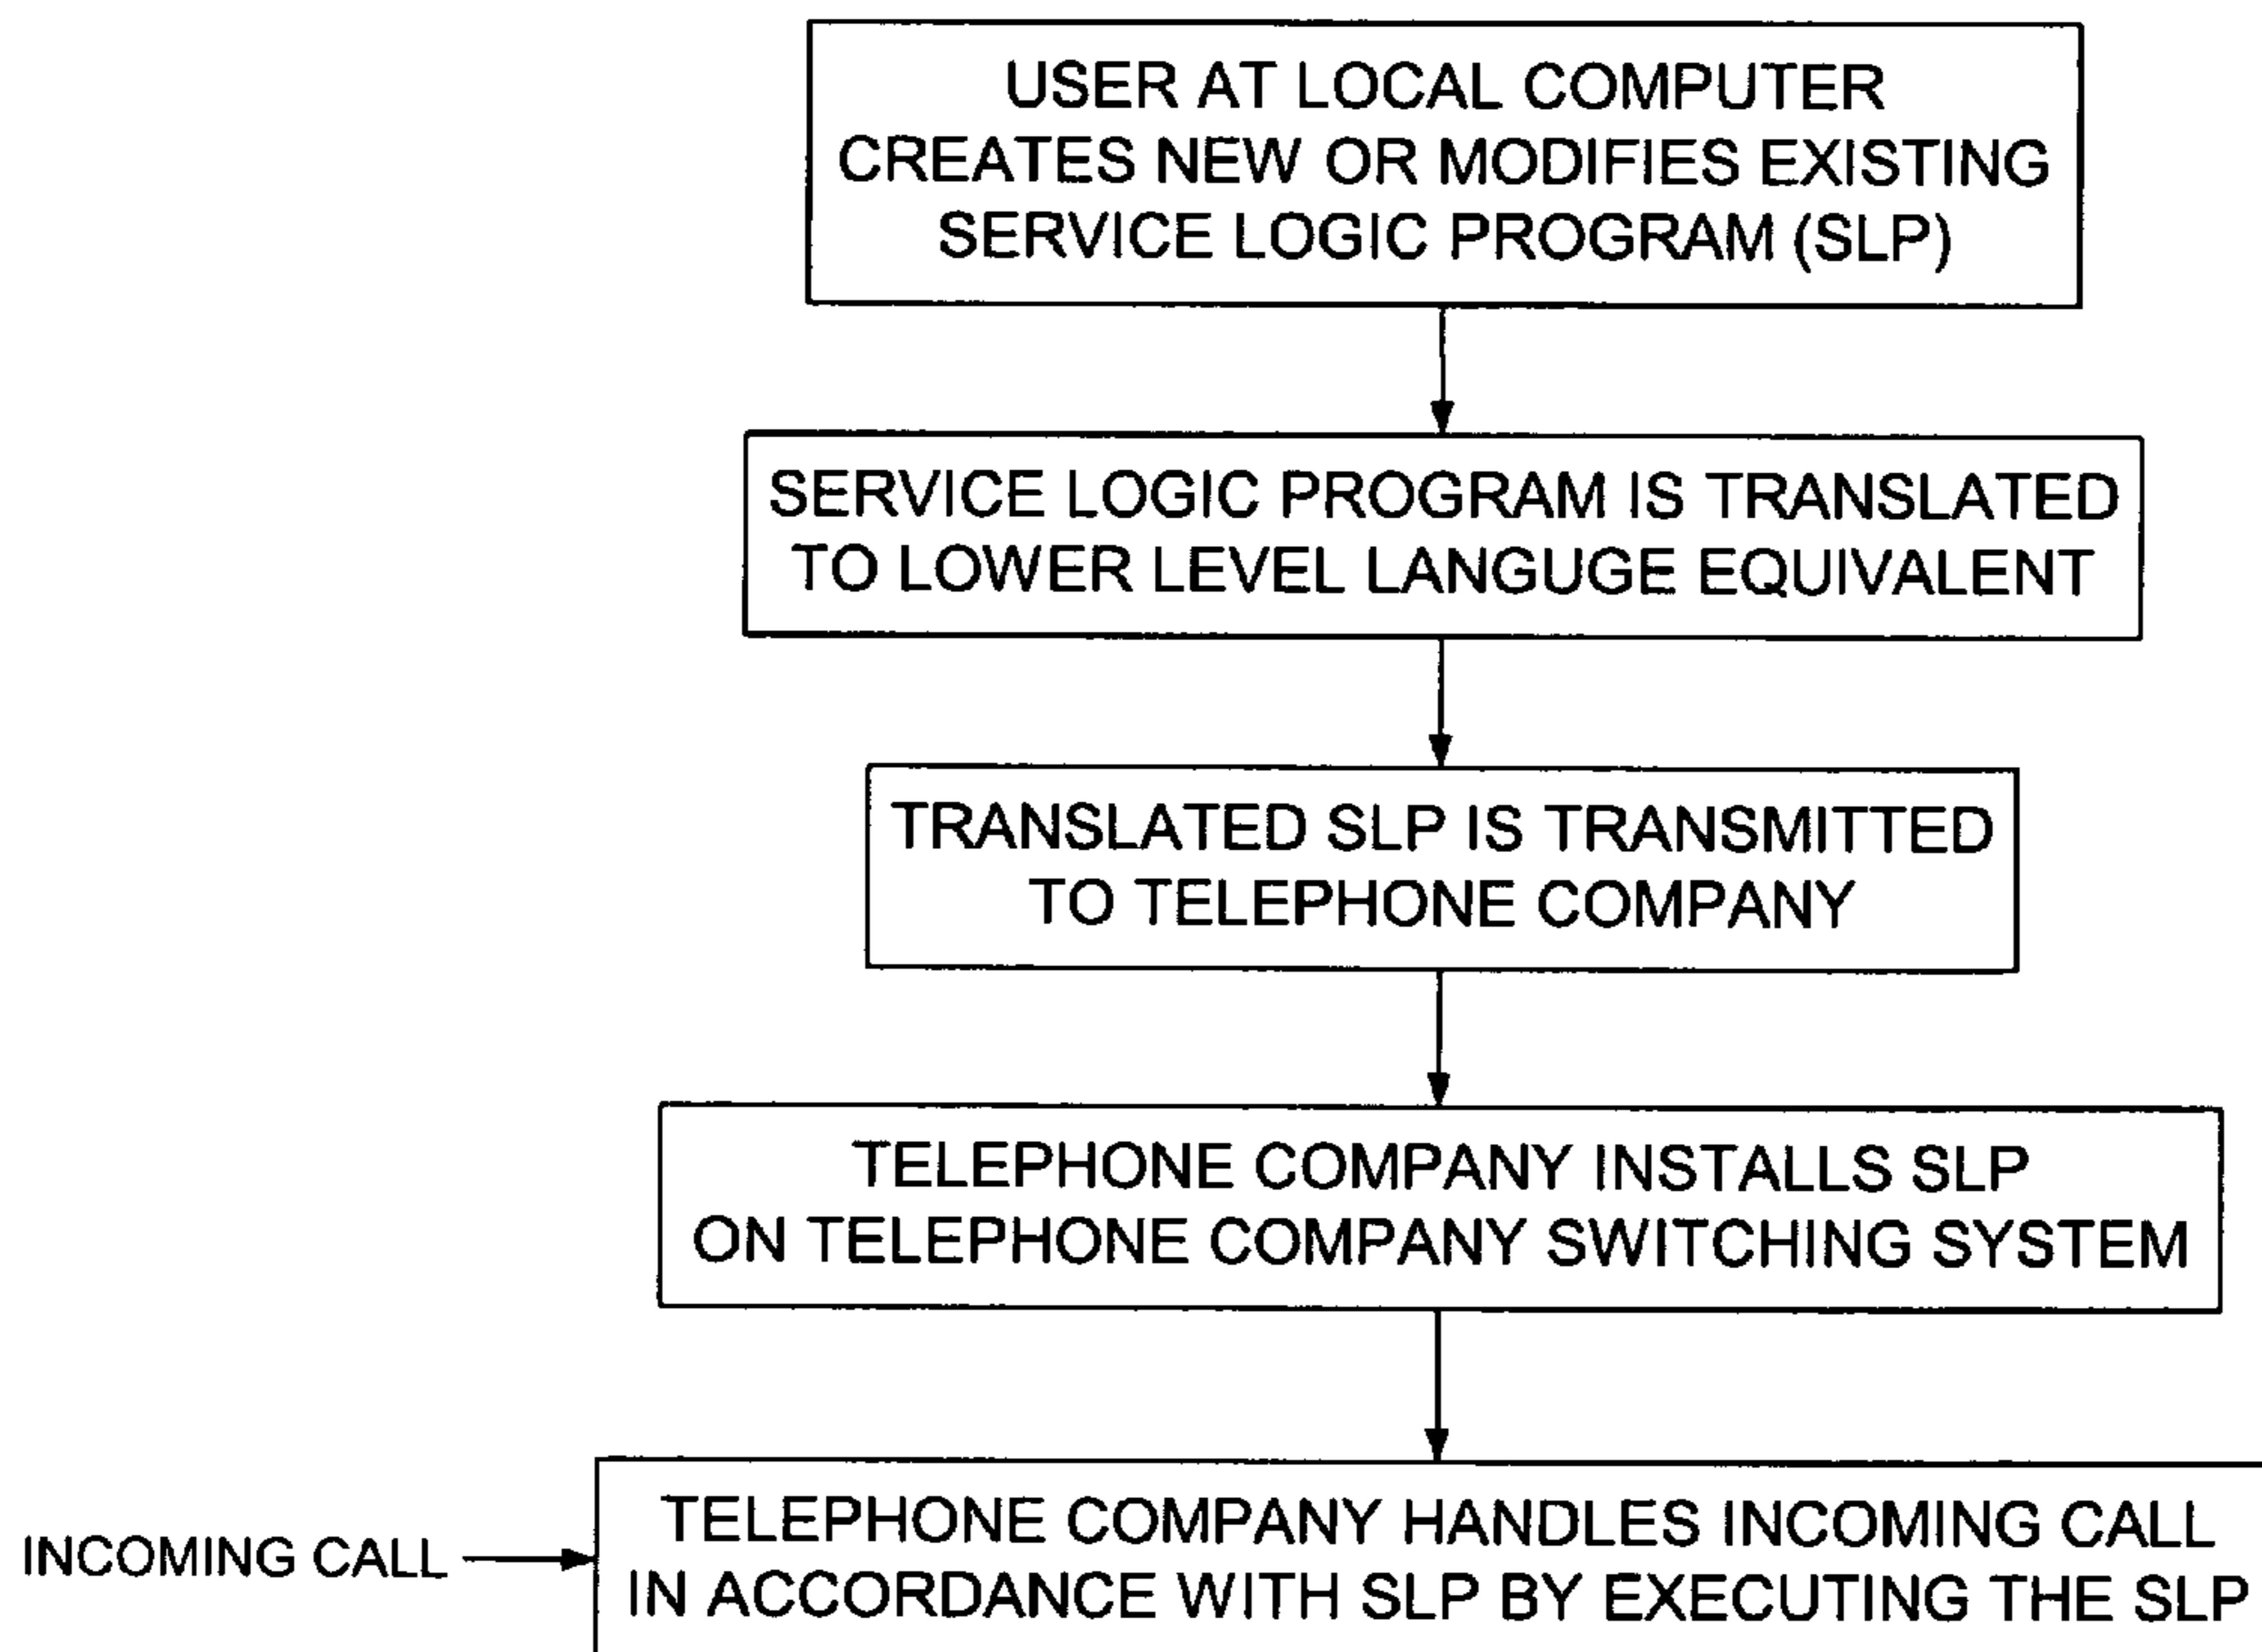 USER AT LOCAL COMPUTER
CREATES NEW OR MODIFIES EXISTING
SERVICE LOGIC PROGRAM (SLP)
SERVICE LOGIC PROGRAM IS TRANSLATED
TO LOWER LEVEL LANGUGE EQUIVALENT
TRANSLATED SLP IS TRANSMITTED
TO TELEPHONE COMPANY
TELEPHONE COMPANY INSTALLS SLP
ON TELEPHONE COMPANY SWITCHING SYSTEM
INCOMING CALL
TELEPHONE COMPANY HANDLES INCOMING CALL
IN ACCORDANCE WITH SLP BY EXECUTING THE SLP